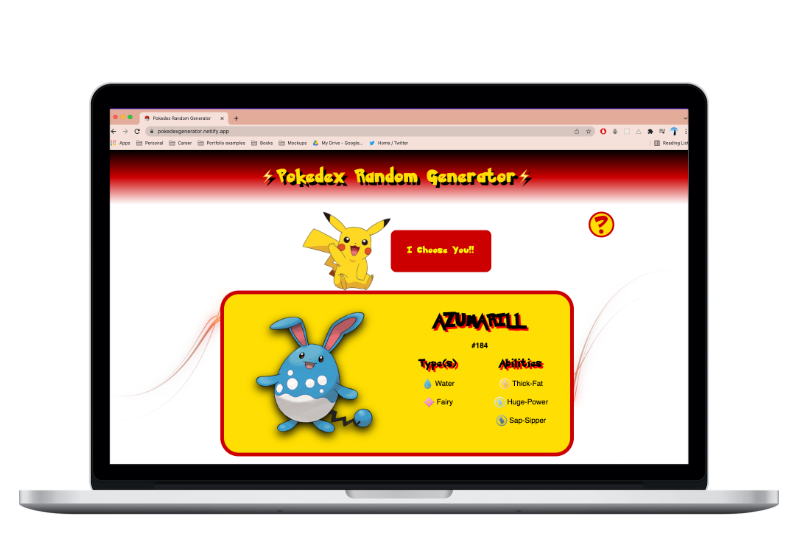 Pokedex Random Generator
pokedexgenerator.netlify.app
Apps Personal Career Portfolio examples Books Mockups My Drive - Google... Home / Twitter Reading List
⚡Pokedex Random Generator⚡
?
I Choose You!!
AZUMARILL
#184
Type(s) Abilities
Water Thick-Fat
Fairy Huge-Power
Sap-Sipper